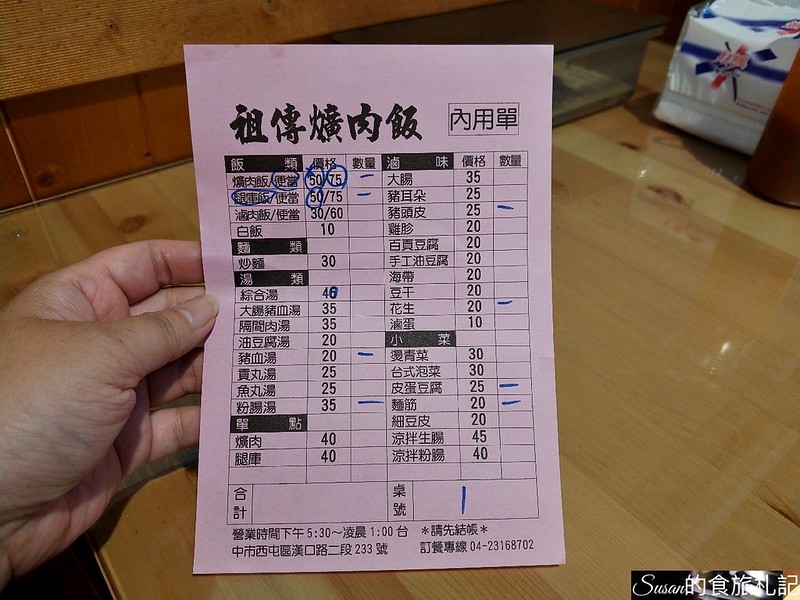 祖傳爌肉飯 內用單
飯類 價格 數量 滷味 價格 數量
爌肉飯/便當 50/75 一 大腸 35
腿庫飯/便當 50/75 一 豬耳朵 25
滷肉飯/便當 30/60 豬頭皮 25 一
白飯 10 雞胗 20
麵類 百頁豆腐 20
炒麵 30 手工油豆腐 20
湯類 海帶 20
綜合湯 40 豆干 20
大腸豬血湯 35 花生 20 一
隔間肉湯 35 滷蛋 10
油豆腐湯 20 小菜
豬血湯 20 一 燙青菜 30
貢丸湯 25 台式泡菜 30
魚丸湯 25 皮蛋豆腐 25 一
粉腸湯 35 一 麵筋 20 一
單點 細豆皮 20
爌肉 40 涼拌生腸 45
腿庫 40 涼拌粉腸 40
合計 桌號 1
營業時間下午5:30～凌晨1:00 台 ＊請先結帳＊
中市西屯區漢口路二段233號 訂餐專線 04-23168702
Susan的食旅札記